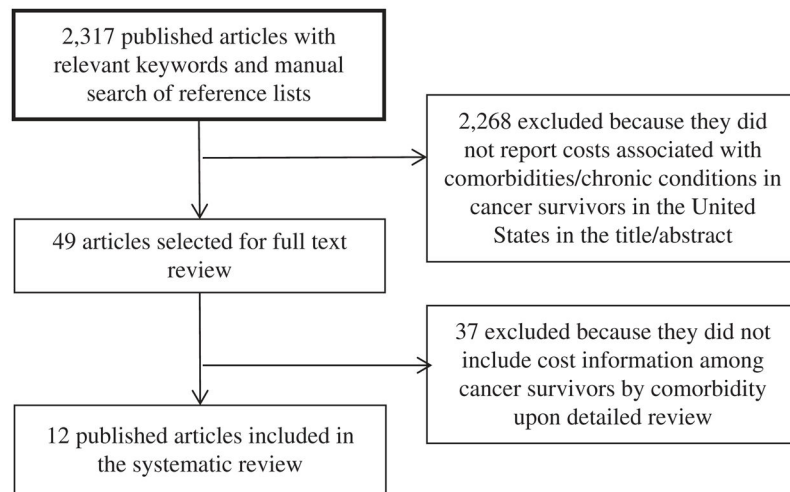 2,317 published articles with
relevant keywords and manual
search of reference lists
2,268 excluded because they did
not report costs associated with
comorbidities/chronic conditions in
cancer survivors in the United
States in the title/abstract
49 articles selected for full text
review
37 excluded because they did not
include cost information among
cancer survivors by comorbidity
upon detailed review
12 published articles included in
the systematic review